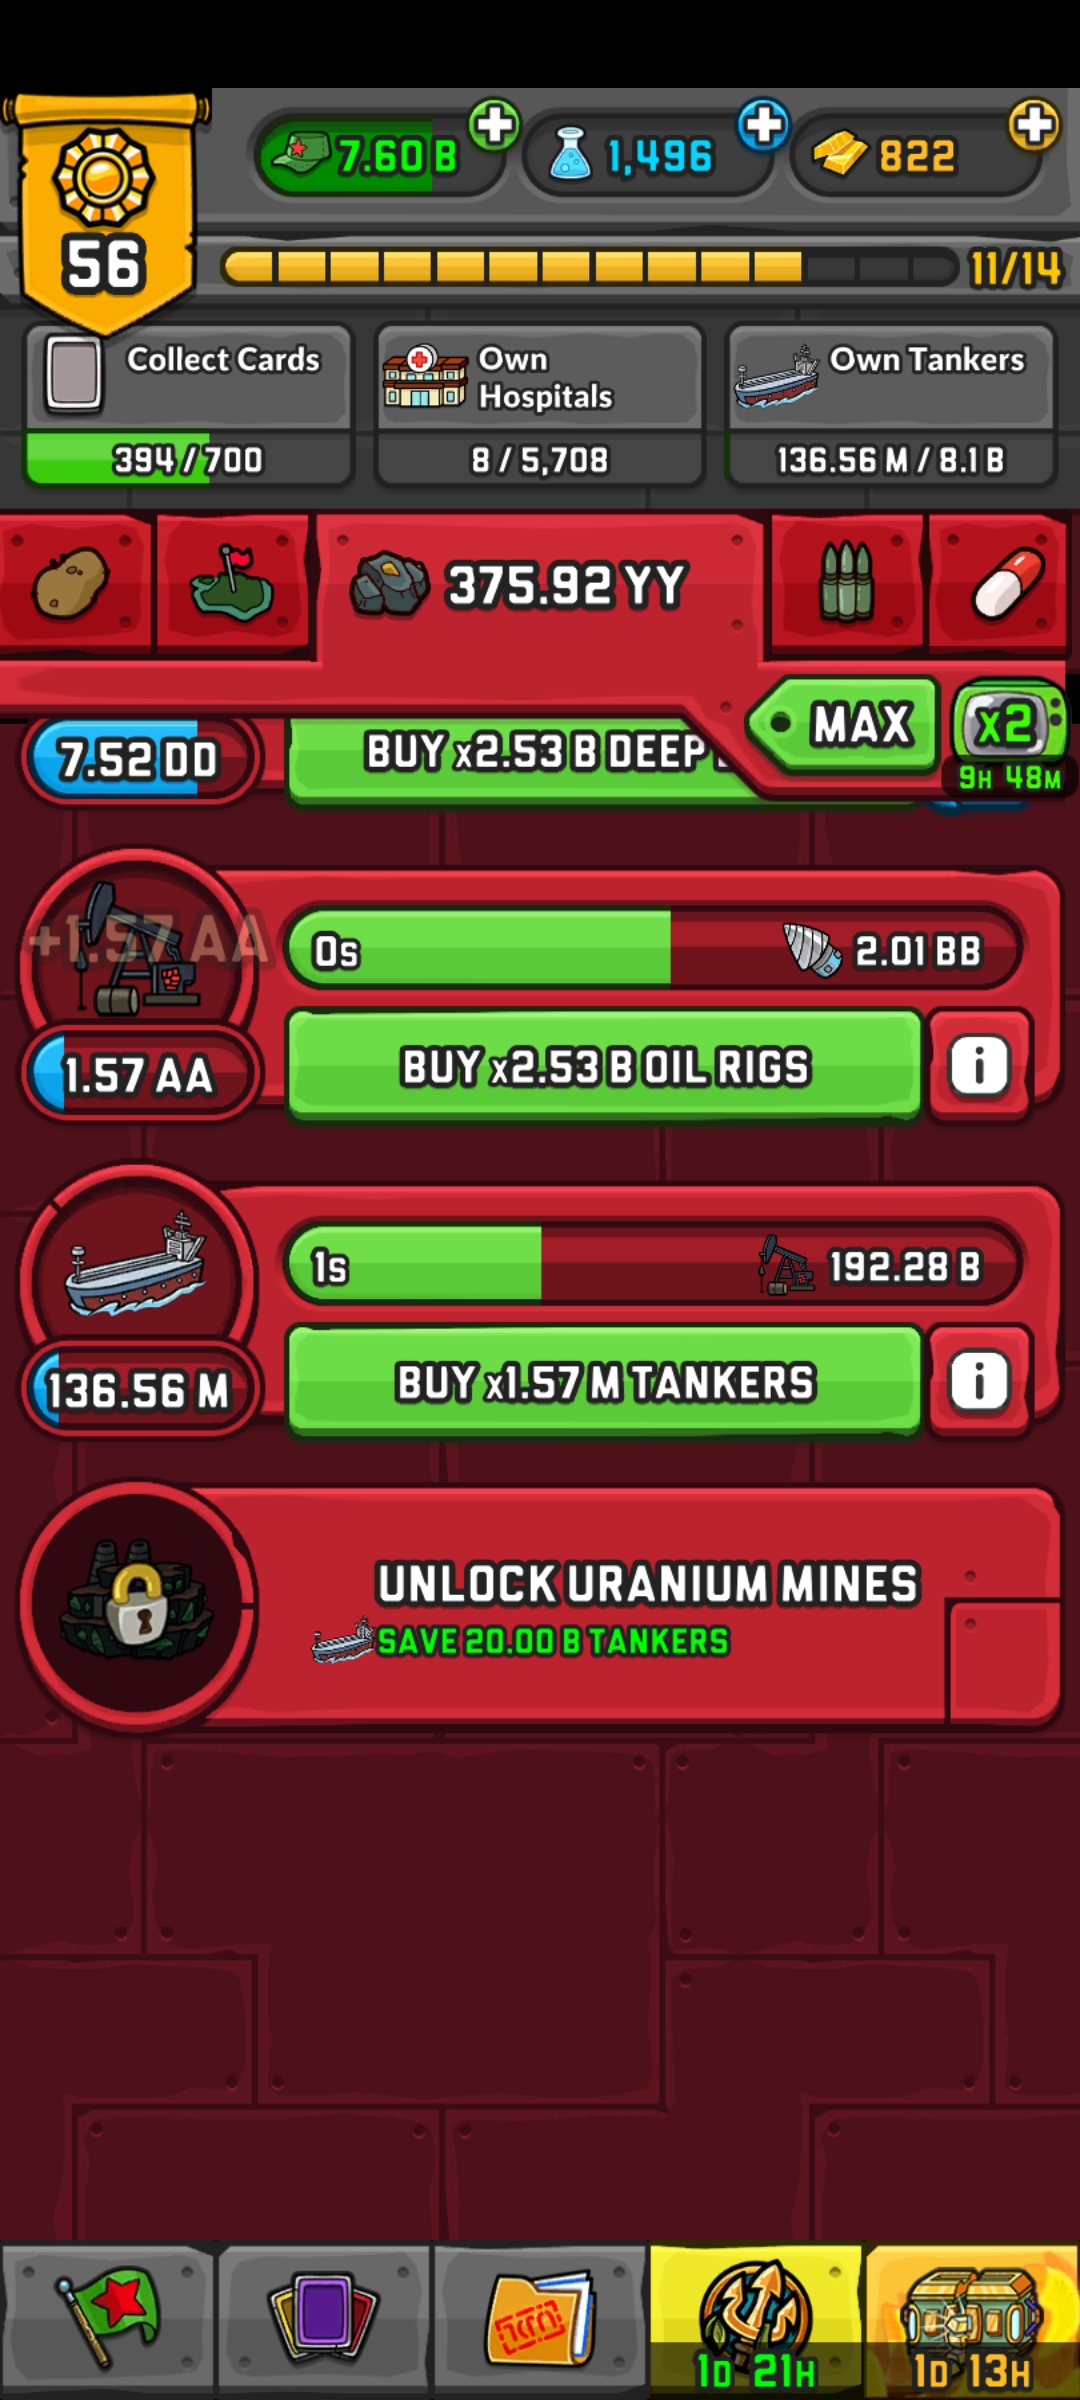 7.60 B
1,496
822
56
11/14
Collect Cards
394 / 700
Own
Hospitals
8 / 5,708
Own Tankers
136.56 M / 8.1 B
375.92 YY
MAX
x2
9H 48M
7.52 DD
BUY x2.53 B DEEP
+1.57 AA
0s
2.01 BB
1.57 AA
BUY x2.53 B OIL RIGS
i
1s
192.28 B
136.56 M
BUY x1.57 M TANKERS
i
UNLOCK URANIUM MINES
SAVE 20.00 B TANKERS
1D 21H
1D 13H